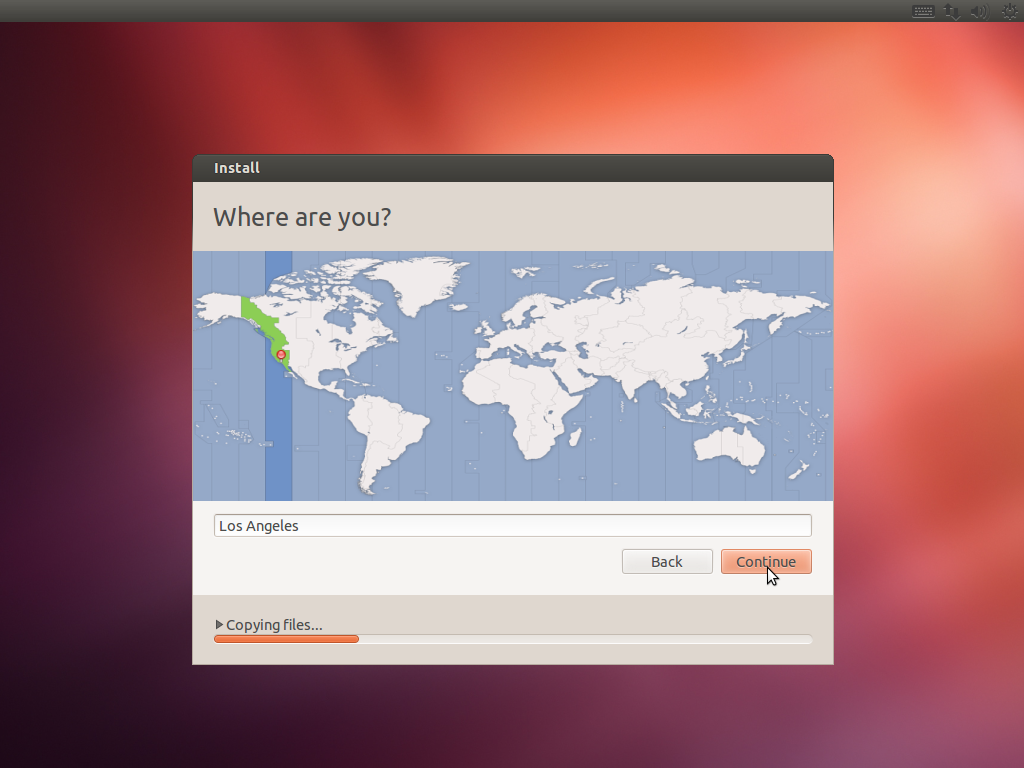 Install
Where are you?
Los Angeles
Back
Continue
Copying files...